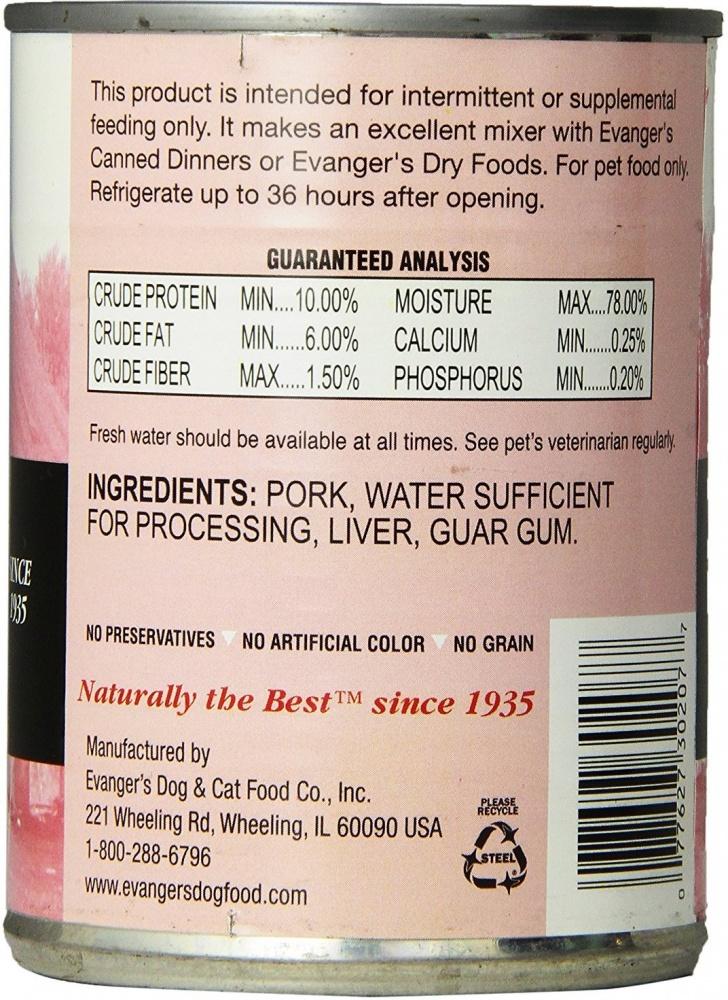 This product is intended for intermittent or supplemental
feeding only. It makes an excellent mixer with Evanger's
Canned Dinners or Evanger's Dry Foods. For pet food only.
Refrigerate up to 36 hours after opening.
GUARANTEED ANALYSIS
CRUDE PROTEIN MIN....10.00% MOISTURE MAX....78.00%
CRUDE FAT MIN......6.00% CALCIUM MIN.......0.25%
CRUDE FIBER MAX.....1.50% PHOSPHORUS MIN.......0.20%
Fresh water should be available at all times. See pet's veterinarian regularly.
INGREDIENTS: PORK, WATER SUFFICIENT
FOR PROCESSING, LIVER, GUAR GUM.
SINCE
1935
NO PRESERVATIVES NO ARTIFICIAL COLOR NO GRAIN
Naturally the Best™ since 1935
Manufactured by
Evanger's Dog & Cat Food Co., Inc.
221 Wheeling Rd, Wheeling, IL 60090 USA
1-800-288-6796
www.evangersdogfood.com
PLEASE
RECYCLE
STEEL
0 77627 30207 7